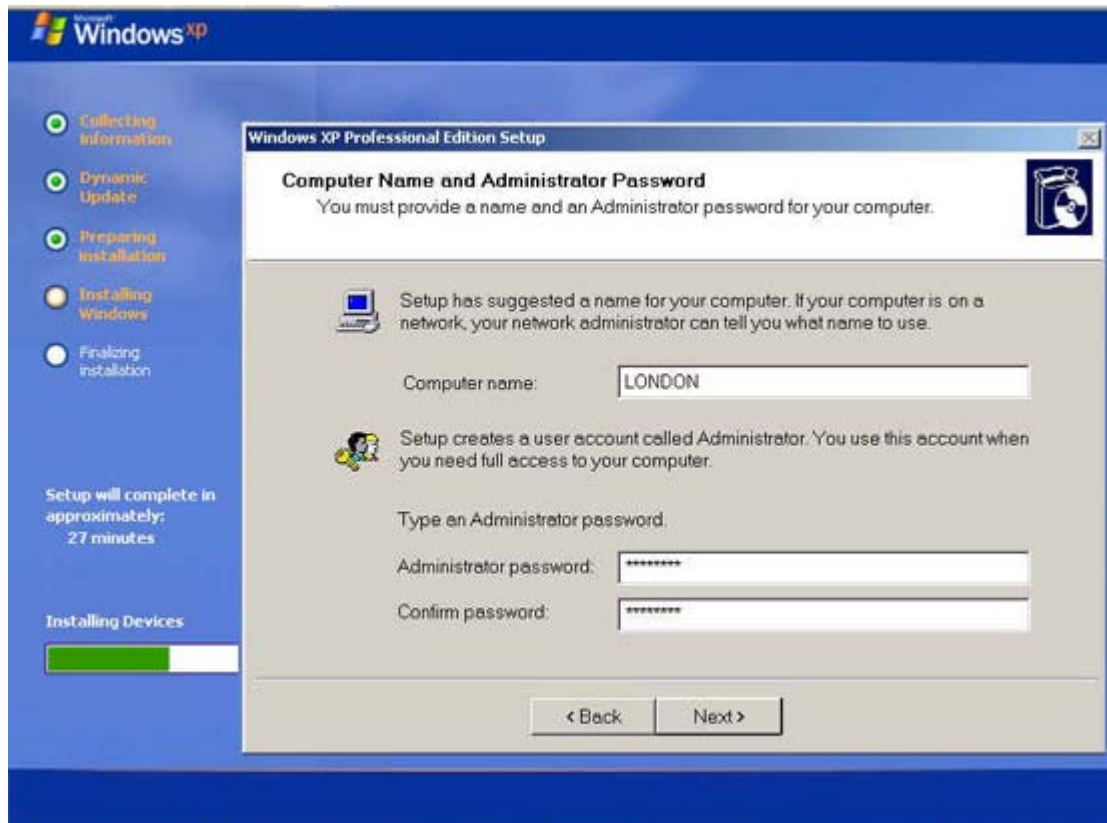 Microsoft
Windows xp
Collecting
information
Dynamic
Update
Preparing
installation
Installing
Windows
Finalizing
installation
Setup will complete in
approximately:
27 minutes
Installing Devices
Windows XP Professional Edition Setup
Computer Name and Administrator Password
You must provide a name and an Administrator password for your computer.
Setup has suggested a name for your computer. If your computer is on a
network, your network administrator can tell you what name to use.
Computer name: LONDON
Setup creates a user account called Administrator. You use this account when
you need full access to your computer.
Type an Administrator password.
Administrator password: ********
Confirm password: ********
< Back Next >